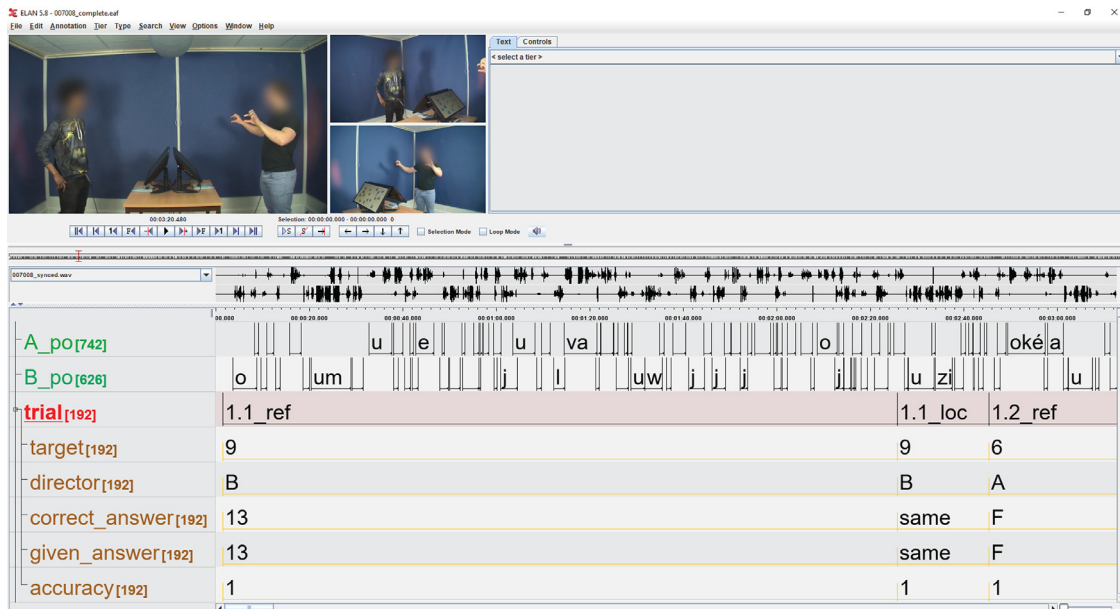 ELAN 5.8 - 007008_complete.eaf
File Edit Annotation Tier Type Search View Options Window Help
Text Controls
< select a tier >
00:03:20.480
Selection: 00:00:00.000 - 00:00:00.000 0
Selection Mode Loop Mode
007008_synced.wav
00.000 00:00:20.000 00:00:40.000 00:01:00.000 00:01:20.000 00:01:40.000 00:02:00.000 00:02:20.000 00:02:40.000 00:03:00.000
A_po[742] u e u va o oké a
B_po[626] o um j l u w j j j j u zi u
trial[192] 1.1_ref 1.1_loc 1.2_ref
target[192] 9 9 6
director[192] B B A
correct_answer[192] 13 same F
given_answer[192] 13 same F
accuracy[192] 1 1 1